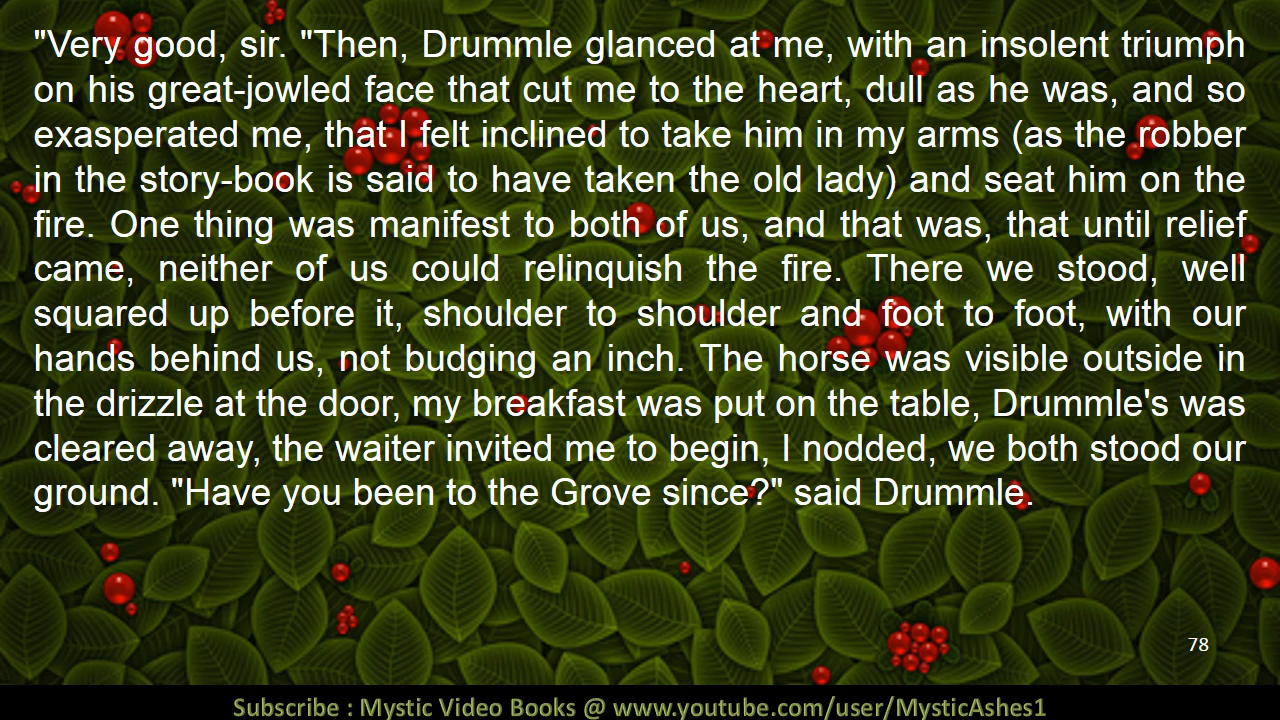 "Very good, sir. "Then, Drummle glanced at me, with an insolent triumph
on his great-jowled face that cut me to the heart, dull as he was, and so
exasperated me, that I felt inclined to take him in my arms (as the robber
in the story-book is said to have taken the old lady) and seat him on the
fire. One thing was manifest to both of us, and that was, that until relief
came, neither of us could relinquish the fire. There we stood, well
squared up before it, shoulder to shoulder and foot to foot, with our
hands behind us, not budging an inch. The horse was visible outside in
the drizzle at the door, my breakfast was put on the table, Drummle's was
cleared away, the waiter invited me to begin, I nodded, we both stood our
ground. "Have you been to the Grove since?" said Drummle.
78
Subscribe : Mystic Video Books @ www.youtube.com/user/MysticAshes1